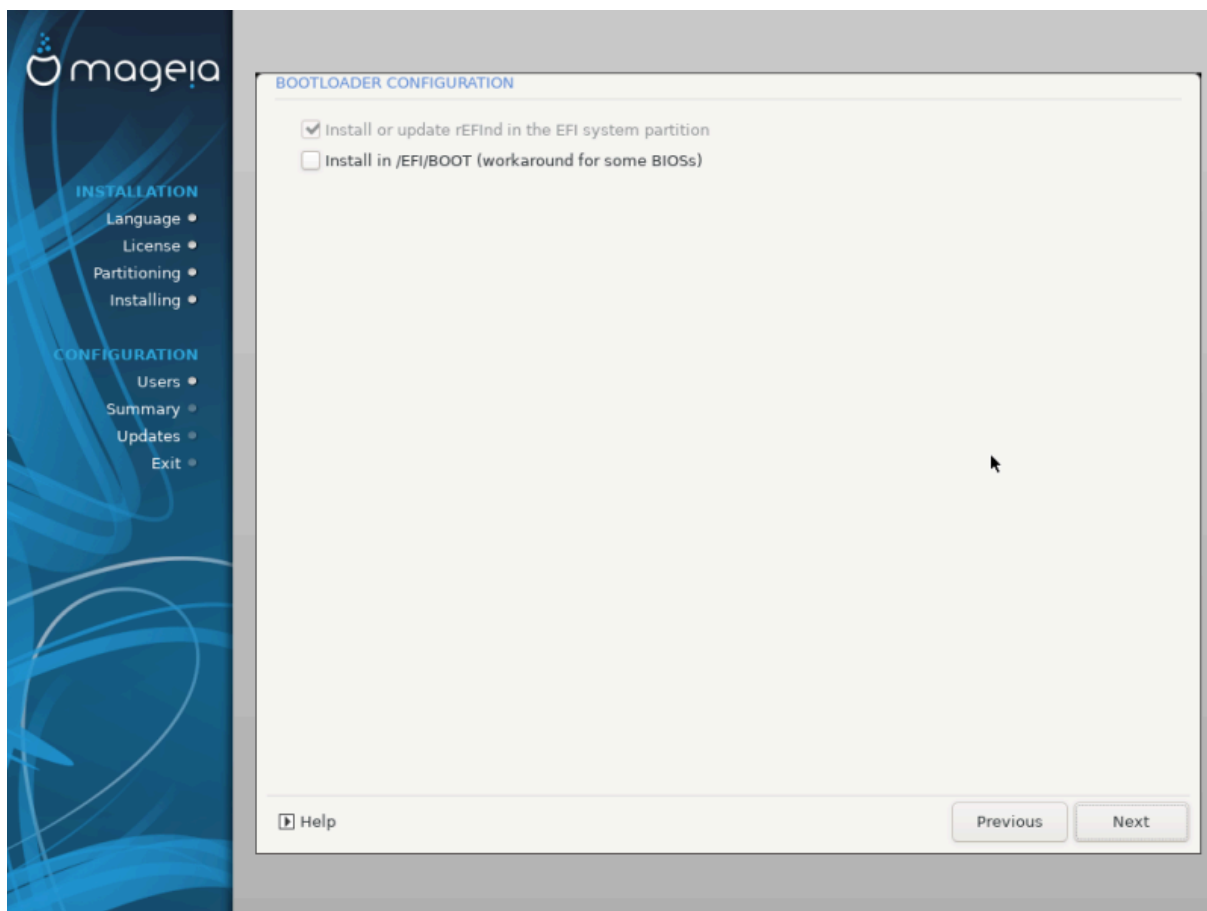 mageia
INSTALLATION
Language
License
Partitioning
Installing
CONFIGURATION
Users
Summary
Updates
Exit
BOOTLOADER CONFIGURATION
Install or update rEFInd in the EFI system partition
Install in /EFI/BOOT (workaround for some BIOSs)
Help
Previous
Next